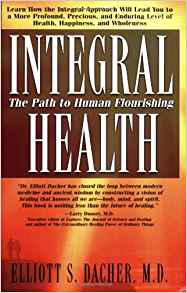 Learn How the Integral Approach Will Lead You to
a More Profound, Precious, and Enduring Level of
Health, Happiness, and Wholeness
INTEGRAL
The Path to Human Flourishing
HEALTH
"Dr. Elliott Dacher has closed the loop between modern
medicine and ancient wisdom by constructing a vision of
healing that honors all we are—body, mind, and spirit.
This book is nothing less than the future of healing."
—Larry Dossey, M.D.
Executive editor of Explore: The Journal of Science and Healing
and author of The Extraordinary Healing Power of Ordinary Things
ELLIOTT S. DACHER, M.D.